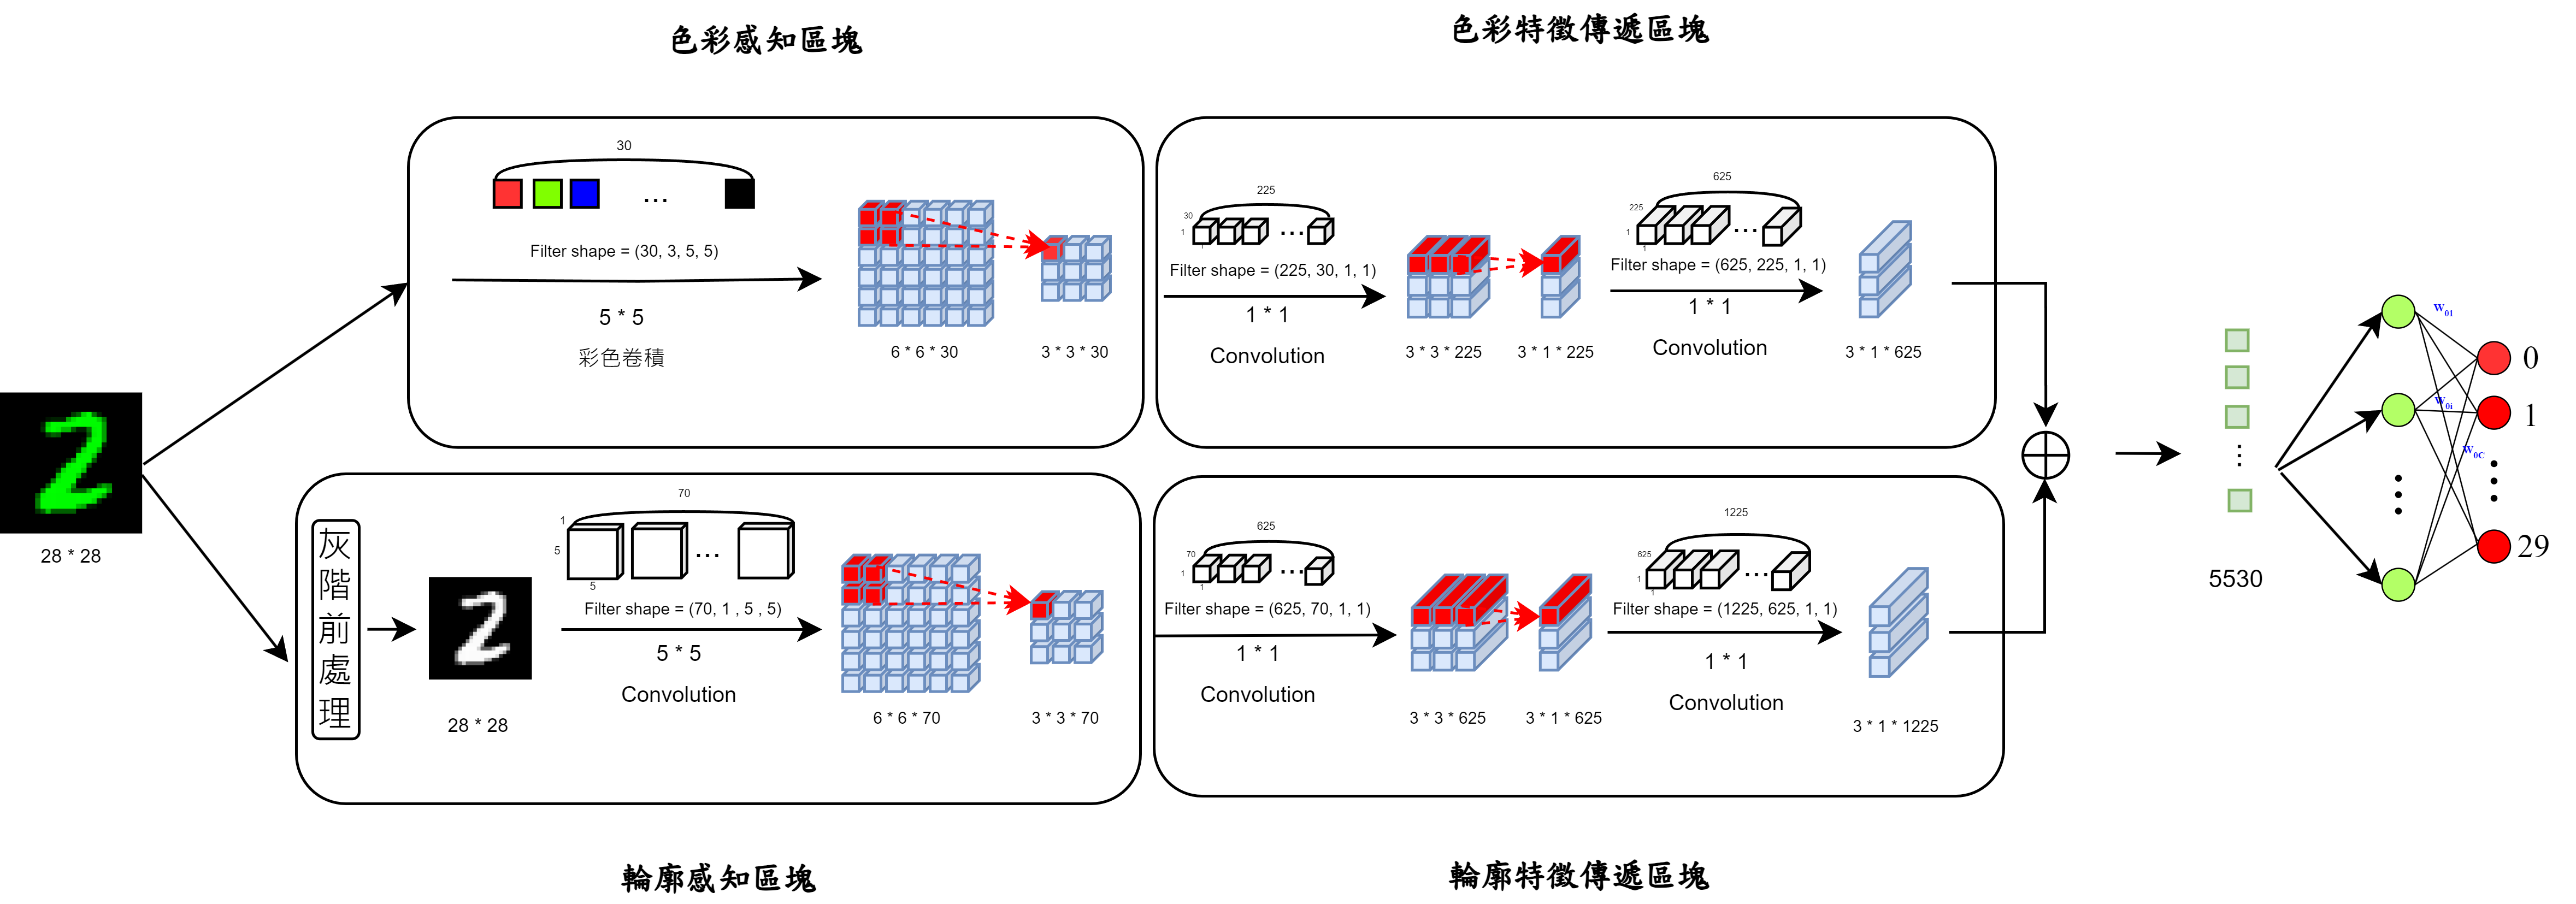 色彩感知區塊
色彩特徵傳遞區塊
30
Filter shape = (30, 3, 5, 5)
5 * 5
彩色卷積
6 * 6 * 30
3 * 3 * 30
225
30
1
1
Filter shape = (225, 30, 1, 1)
1 * 1
Convolution
3 * 3 * 225
3 * 1 * 225
625
225
1
1
Filter shape = (625, 225, 1, 1)
1 * 1
Convolution
3 * 1 * 625
28 * 28
灰階前處理
28 * 28
70
1
5
5
Filter shape = (70, 1 , 5 , 5)
5 * 5
Convolution
6 * 6 * 70
3 * 3 * 70
625
70
1
1
Filter shape = (625, 70, 1, 1)
1 * 1
Convolution
3 * 3 * 625
3 * 1 * 625
1225
625
1
1
Filter shape = (1225, 625, 1, 1)
1 * 1
Convolution
3 * 1 * 1225
5530
W01
W0i
W0C
0
1
29
輪廓感知區塊
輪廓特徵傳遞區塊